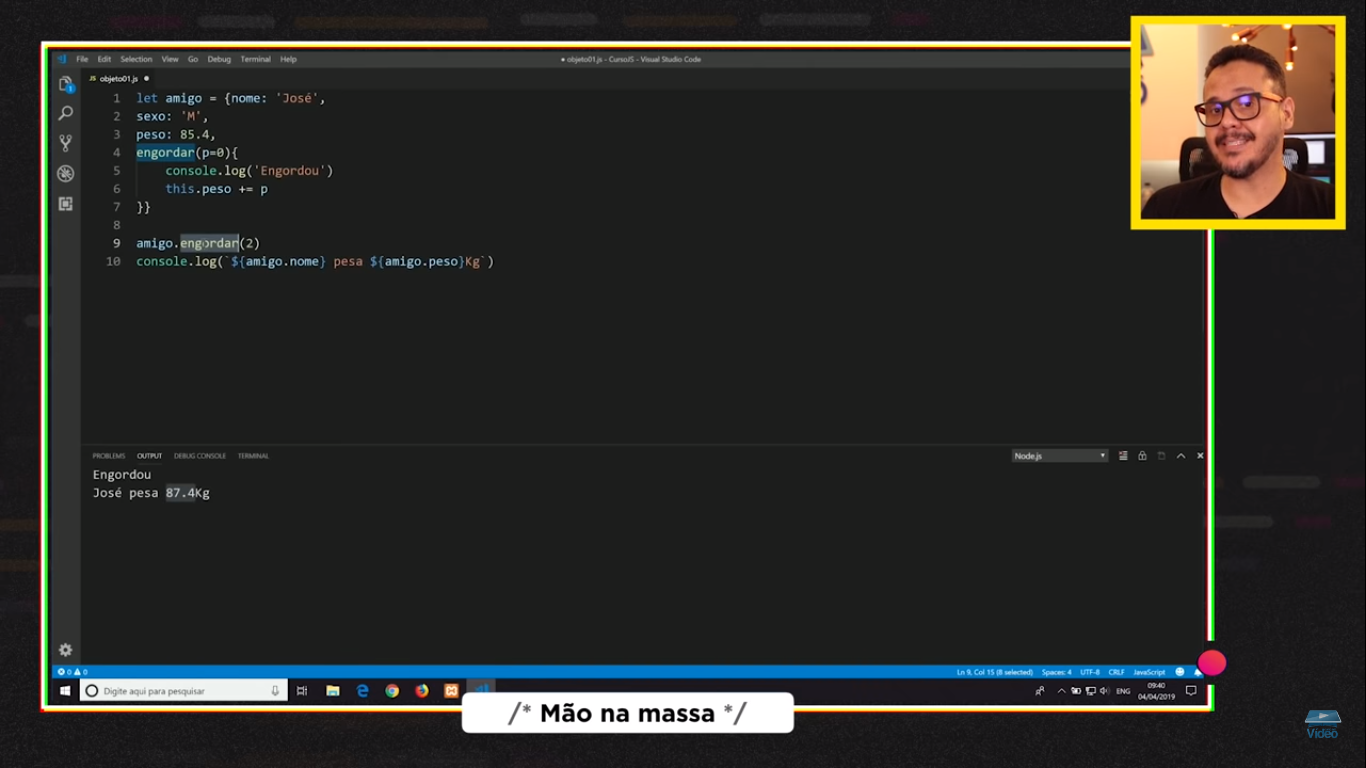 File Edit Selection View Go Debug Terminal Help
● objeto01.js - CursoJS - Visual Studio Code
JS objeto01.js ●
1 let amigo = {nome: 'José',
2 sexo: 'M',
3 peso: 85.4,
4 engordar(p=0){
5 console.log('Engordou')
6 this.peso += p
7 }}
8
9 amigo.engordar(2)
10 console.log(`${amigo.nome} pesa ${amigo.peso}Kg`)
PROBLEMS OUTPUT DEBUG CONSOLE TERMINAL
Node.js
Engordou
José pesa 87.4Kg
0 0
Ln 9, Col 15 (8 selected) Spaces: 4 UTF-8 CRLF JavaScript
Digite aqui para pesquisar
ENG
09:40
04/04/2019
/* Mão na massa */
Vídeo